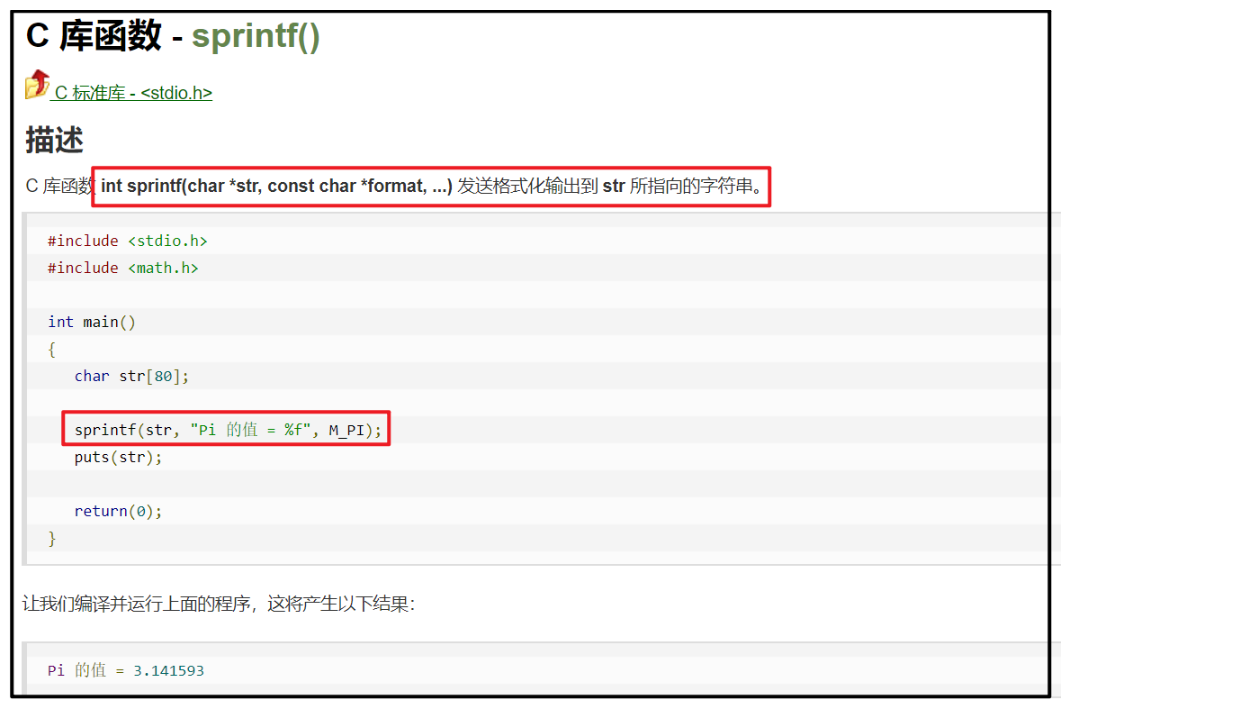 C 库函数 - sprintf()
C 标准库 - <stdio.h>
描述
C 库函数 int sprintf(char *str, const char *format, ...) 发送格式化输出到 str 所指向的字符串。
#include <stdio.h>
#include <math.h>
int main()
{
char str[80];
sprintf(str, "Pi 的值 = %f", M_PI);
puts(str);
return(0);
}
让我们编译并运行上面的程序，这将产生以下结果：
Pi 的值 = 3.141593